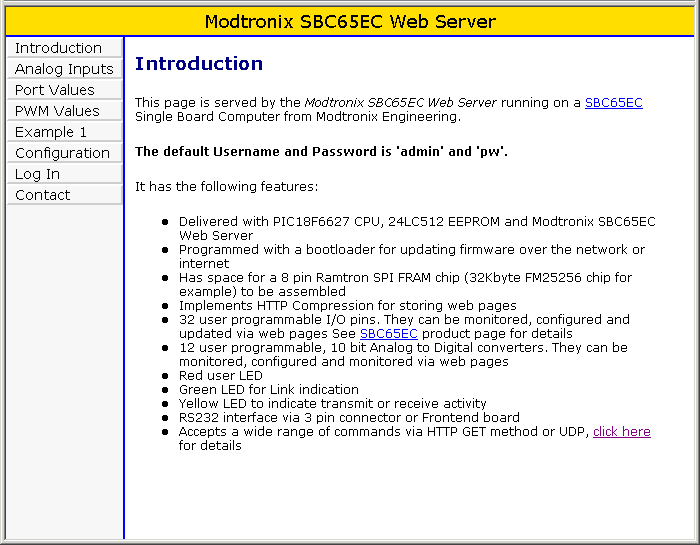 Modtronix SBC65EC Web Server
Introduction
Analog Inputs
Port Values
PWM Values
Example 1
Configuration
Log In
Contact
Introduction
This page is served by the Modtronix SBC65EC Web Server running on a SBC65EC
Single Board Computer from Modtronix Engineering.
The default Username and Password is 'admin' and 'pw'.
It has the following features:
Delivered with PIC18F6627 CPU, 24LC512 EEPROM and Modtronix SBC65EC
Web Server
Programmed with a bootloader for updating firmware over the network or
internet
Has space for a 8 pin Ramtron SPI FRAM chip (32Kbyte FM25256 chip for
example) to be assembled
Implements HTTP Compression for storing web pages
32 user programmable I/O pins. They can be monitored, configured and
updated via web pages See SBC65EC product page for details
12 user programmable, 10 bit Analog to Digital converters. They can be
monitored, configured and monitored via web pages
Red user LED
Green LED for Link indication
Yellow LED to indicate transmit or receive activity
RS232 interface via 3 pin connector or Frontend board
Accepts a wide range of commands via HTTP GET method or UDP, click here
for details